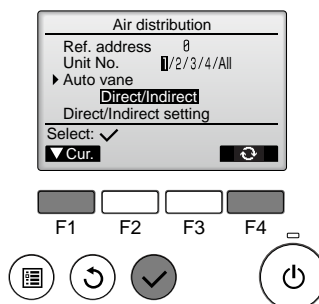 Air distribution
Ref. address 0
Unit No. 1/2/3/4/All
Auto vane
Direct/Indirect
Direct/Indirect setting
Select: ✓
▼Cur.
F1 F2 F3 F4